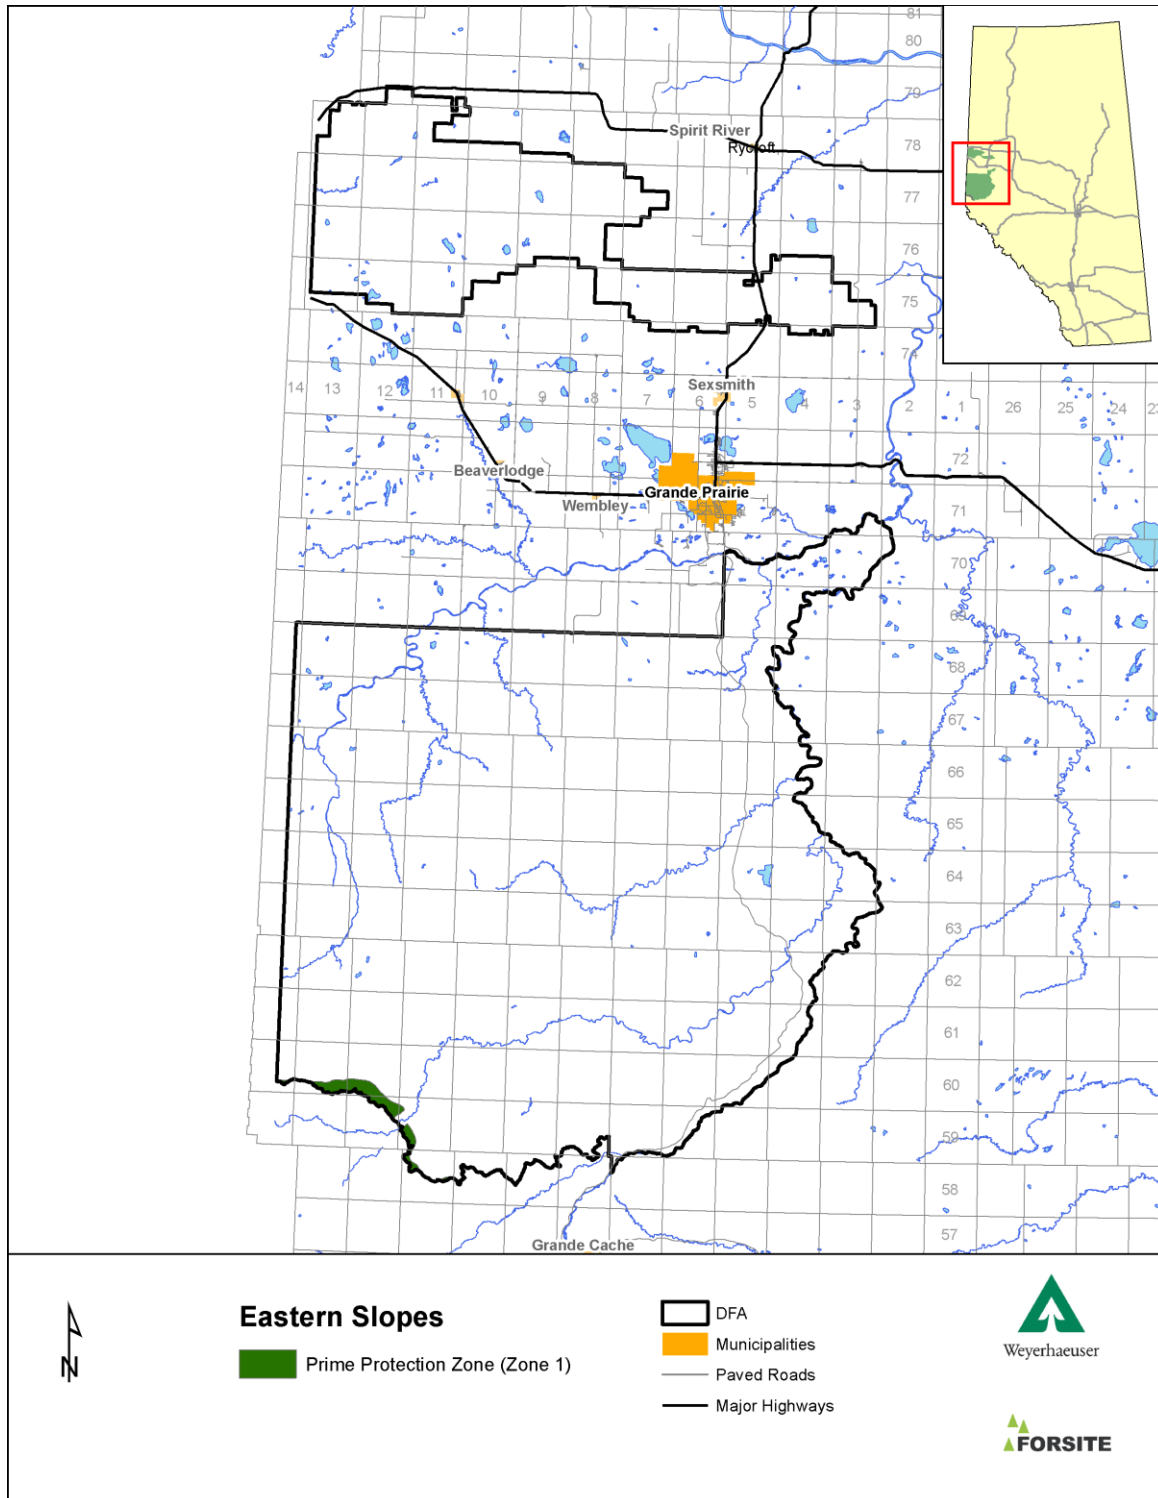 81
80
79
Spirit River
78
Rycroft
77
76
75
74
Sexsmith
14 13 12 11 10 9 8 7 6 5 4 3 2 1 26 25 24 23
72
Beaverlodge
Grande Prairie
Wembley
71
70
69
68
67
66
65
64
63
62
61
60
59
58
57
Grande Cache
N
Eastern Slopes
Prime Protection Zone (Zone 1)
DFA
Municipalities
Paved Roads
Major Highways
Weyerhaeuser
FORSITE